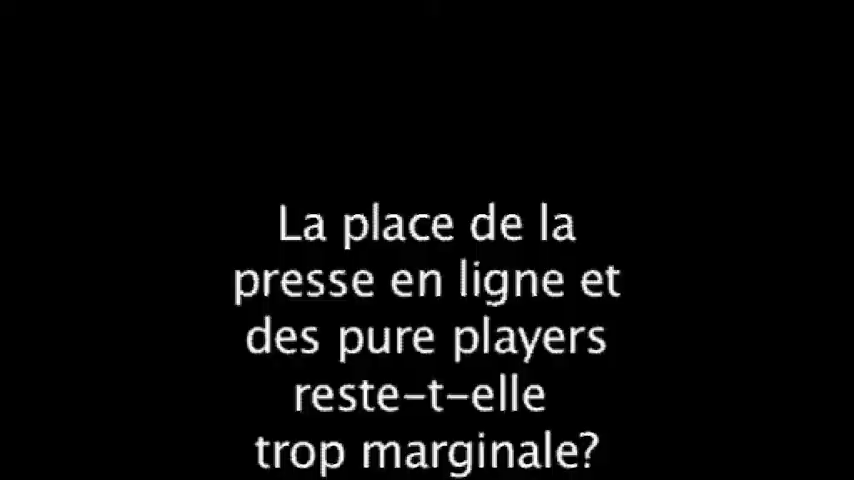 La place de la
presse en ligne et
des pure players
reste-t-elle
trop marginale?